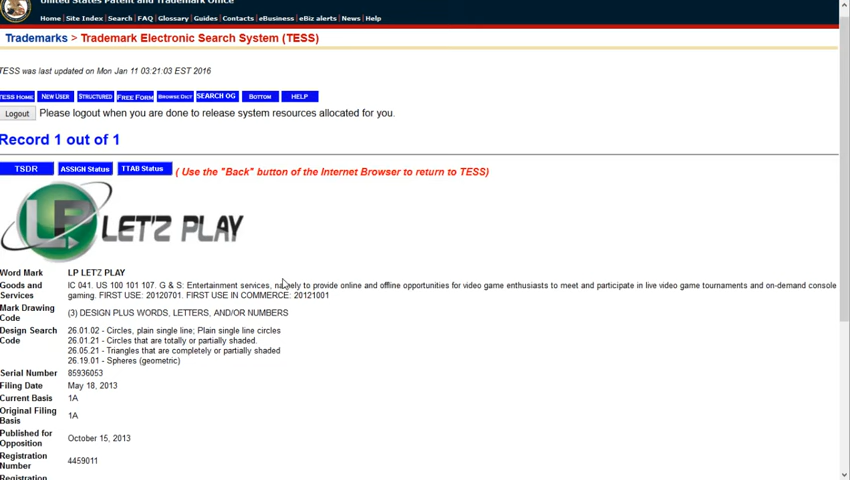 United States Patent and Trademark Office
Home | Site Index | Search | FAQ | Glossary | Guides | Contacts | eBusiness | eBiz alerts | News | Help
Trademarks > Trademark Electronic Search System (TESS)
TESS was last updated on Mon Jan 11 03:21:03 EST 2016
TESS HOME NEW USER STRUCTURED FREE FORM BROWSE DICT SEARCH OG BOTTOM HELP
Logout Please logout when you are done to release system resources allocated for you.
Record 1 out of 1
TSDR ASSIGN Status TTAB Status ( Use the "Back" button of the Internet Browser to return to TESS)
LP LET'Z PLAY
Word Mark LP LET'Z PLAY
Goods and Services IC 041. US 100 101 107. G & S: Entertainment services, namely to provide online and offline opportunities for video game enthusiasts to meet and participate in live video game tournaments and on-demand console
gaming. FIRST USE: 20120701. FIRST USE IN COMMERCE: 20121001
Mark Drawing Code (3) DESIGN PLUS WORDS, LETTERS, AND/OR NUMBERS
Design Search Code 26.01.02 - Circles, plain single line; Plain single line circles
26.01.21 - Circles that are totally or partially shaded.
26.05.21 - Triangles that are completely or partially shaded
26.19.01 - Spheres (geometric)
Serial Number 85936053
Filing Date May 18, 2013
Current Basis 1A
Original Filing Basis 1A
Published for Opposition October 15, 2013
Registration Number 4459011
Registration